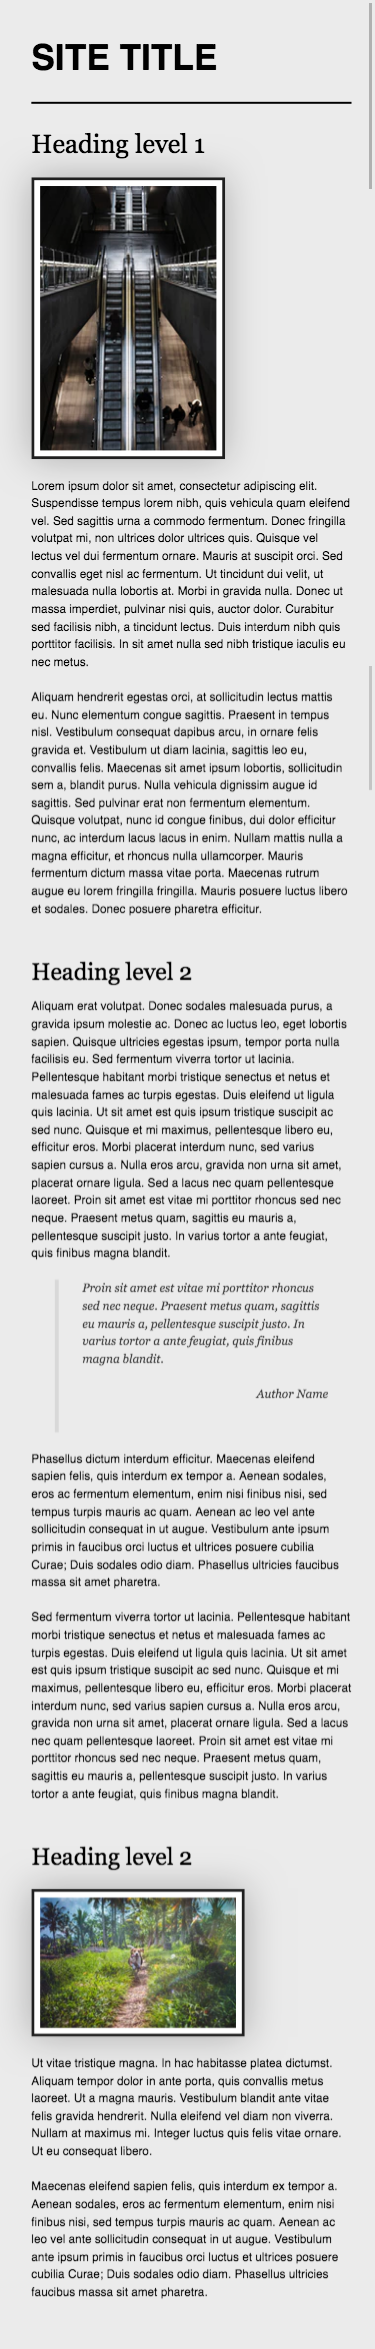 SITE TITLE
Heading level 1
Lorem ipsum dolor sit amet, consectetur adipiscing elit.
Suspendisse tempus lorem nibh, quis vehicula quam eleifend
vel. Sed sagittis urna a commodo fermentum. Donec fringilla
volutpat mi, non ultrices dolor ultrices quis. Quisque vel
lectus vel dui fermentum ornare. Mauris at suscipit orci. Sed
convallis eget nisl ac fermentum. Ut tincidunt dui velit, ut
malesuada nulla lobortis at. Morbi in gravida nulla. Donec ut
massa imperdiet, pulvinar nisi quis, auctor dolor. Curabitur
sed facilisis nibh, a tincidunt lectus. Duis interdum nibh quis
porttitor facilisis. In sit amet nulla sed nibh tristique iaculis eu
nec metus.
Aliquam hendrerit egestas orci, at sollicitudin lectus mattis
eu. Nunc elementum congue sagittis. Praesent in tempus
nisl. Vestibulum consequat dapibus arcu, in ornare felis
gravida et. Vestibulum ut diam lacinia, sagittis leo eu,
convallis felis. Maecenas sit amet ipsum lobortis, sollicitudin
sem a, blandit purus. Nulla vehicula dignissim augue id
sagittis. Sed pulvinar erat non fermentum elementum.
Quisque volutpat, nunc id congue finibus, dui dolor efficitur
nunc, ac interdum lacus lacus in enim. Nullam mattis nulla a
magna efficitur, et rhoncus nulla ullamcorper. Mauris
fermentum dictum massa vitae porta. Maecenas rutrum
augue eu lorem fringilla fringilla. Mauris posuere luctus libero
et sodales. Donec posuere pharetra efficitur.
Heading level 2
Aliquam erat volutpat. Donec sodales malesuada purus, a
gravida ipsum molestie ac. Donec ac luctus leo, eget lobortis
sapien. Quisque ultricies egestas ipsum, tempor porta nulla
facilisis eu. Sed fermentum viverra tortor ut lacinia.
Pellentesque habitant morbi tristique senectus et netus et
malesuada fames ac turpis egestas. Duis eleifend ut ligula
quis lacinia. Ut sit amet est quis ipsum tristique suscipit ac
sed nunc. Quisque et mi maximus, pellentesque libero eu,
efficitur eros. Morbi placerat interdum nunc, sed varius
sapien cursus a. Nulla eros arcu, gravida non urna sit amet,
placerat ornare ligula. Sed a lacus nec quam pellentesque
laoreet. Proin sit amet est vitae mi porttitor rhoncus sed nec
neque. Praesent metus quam, sagittis eu mauris a,
pellentesque suscipit justo. In varius tortor a ante feugiat,
quis finibus magna blandit.
Proin sit amet est vitae mi porttitor rhoncus
sed nec neque. Praesent metus quam, sagittis
eu mauris a, pellentesque suscipit justo. In
varius tortor a ante feugiat, quis finibus
magna blandit.
Author Name
Phasellus dictum interdum efficitur. Maecenas eleifend
sapien felis, quis interdum ex tempor a. Aenean sodales,
eros ac fermentum elementum, enim nisi finibus nisi, sed
tempus turpis mauris ac quam. Aenean ac leo vel ante
sollicitudin consequat in ut augue. Vestibulum ante ipsum
primis in faucibus orci luctus et ultrices posuere cubilia
Curae; Duis sodales odio diam. Phasellus ultricies faucibus
massa sit amet pharetra.
Sed fermentum viverra tortor ut lacinia. Pellentesque habitant
morbi tristique senectus et netus et malesuada fames ac
turpis egestas. Duis eleifend ut ligula quis lacinia. Ut sit amet
est quis ipsum tristique suscipit ac sed nunc. Quisque et mi
maximus, pellentesque libero eu, efficitur eros. Morbi placerat
interdum nunc, sed varius sapien cursus a. Nulla eros arcu,
gravida non urna sit amet, placerat ornare ligula. Sed a lacus
nec quam pellentesque laoreet. Proin sit amet est vitae mi
porttitor rhoncus sed nec neque. Praesent metus quam,
sagittis eu mauris a, pellentesque suscipit justo. In varius
tortor a ante feugiat, quis finibus magna blandit.
Heading level 2
Ut vitae tristique magna. In hac habitasse platea dictumst.
Aliquam tempor dolor in ante porta, quis convallis metus
laoreet. Ut a magna mauris. Vestibulum blandit ante vitae
felis gravida hendrerit. Nulla eleifend vel diam non viverra.
Nullam at maximus mi. Integer luctus quis felis vitae ornare.
Ut eu consequat libero.
Maecenas eleifend sapien felis, quis interdum ex tempor a.
Aenean sodales, eros ac fermentum elementum, enim nisi
finibus nisi, sed tempus turpis mauris ac quam. Aenean ac
leo vel ante sollicitudin consequat in ut augue. Vestibulum
ante ipsum primis in faucibus orci luctus et ultrices posuere
cubilia Curae; Duis sodales odio diam. Phasellus ultricies
faucibus massa sit amet pharetra.